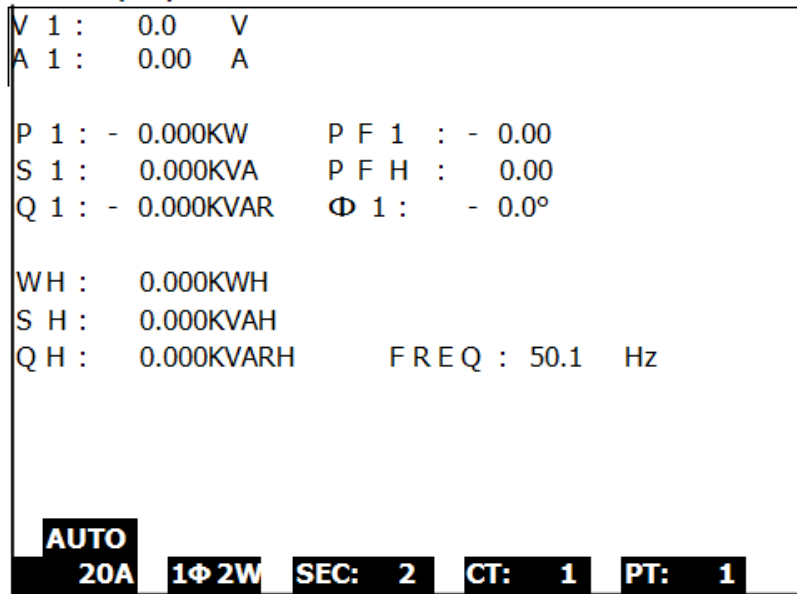 V 1 : 0.0 V
A 1 : 0.00 A
P 1 : - 0.000KW P F 1 : - 0.00
S 1 : 0.000KVA P F H : 0.00
Q 1 : - 0.000KVAR Φ 1 : - 0.0°
W H : 0.000KWH
S H : 0.000KVAH
Q H : 0.000KVARH F R E Q : 50.1 Hz
AUTO
20A 1Φ 2W SEC: 2 CT: 1 PT: 1